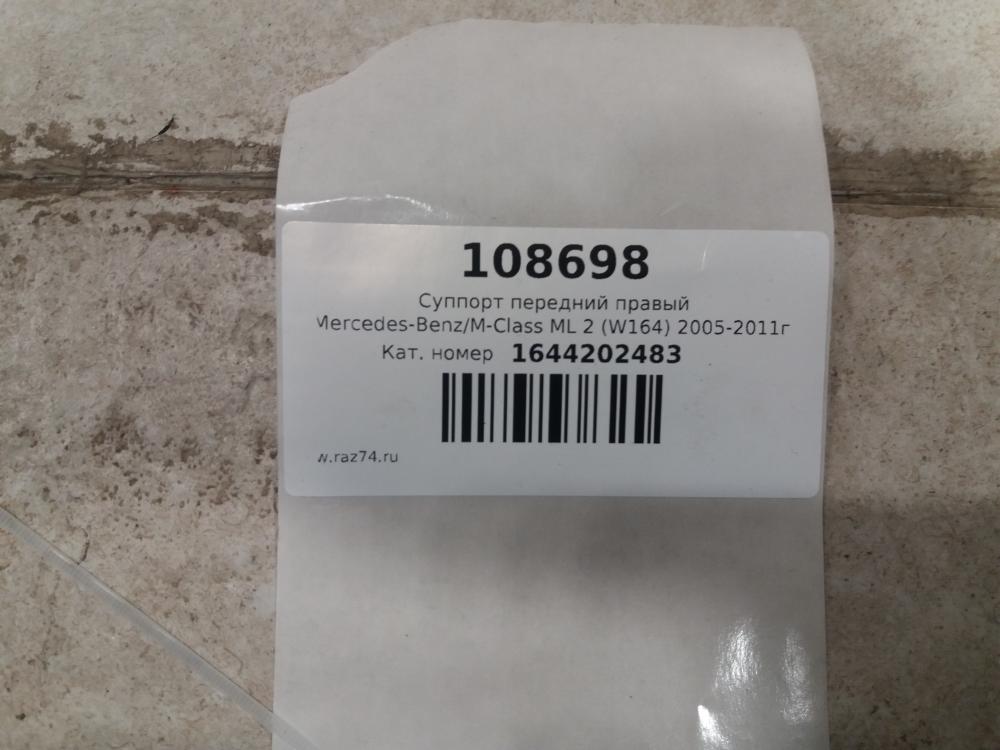 108698
Суппорт передний правый
Mercedes-Benz/M-Class ML 2 (W164) 2005-2011г
Кат. номер 1644202483
w.raz74.ru